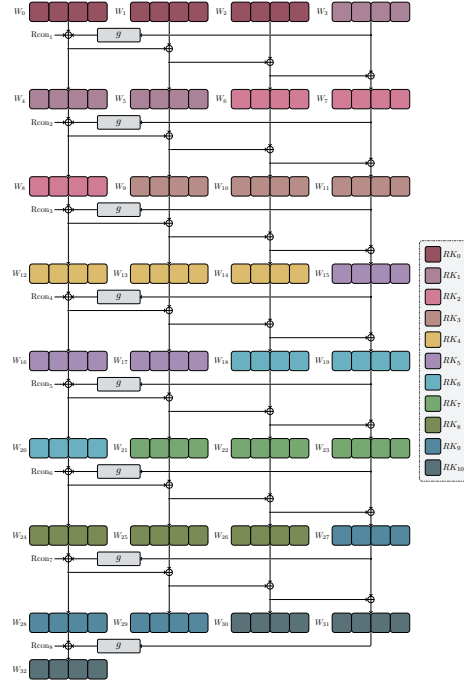 W0 W1 W2 W3
Rcon1 g
W4 W5 W6 W7
Rcon2 g
W8 W9 W10 W11
Rcon3 g
W12 W13 W14 W15
Rcon4 g
W16 W17 W18 W19
Rcon5 g
W20 W21 W22 W23
Rcon6 g
W24 W25 W26 W27
Rcon7 g
W28 W29 W30 W31
Rcon8 g
W32
RK0
RK1
RK2
RK3
RK4
RK5
RK6
RK7
RK8
RK9
RK10